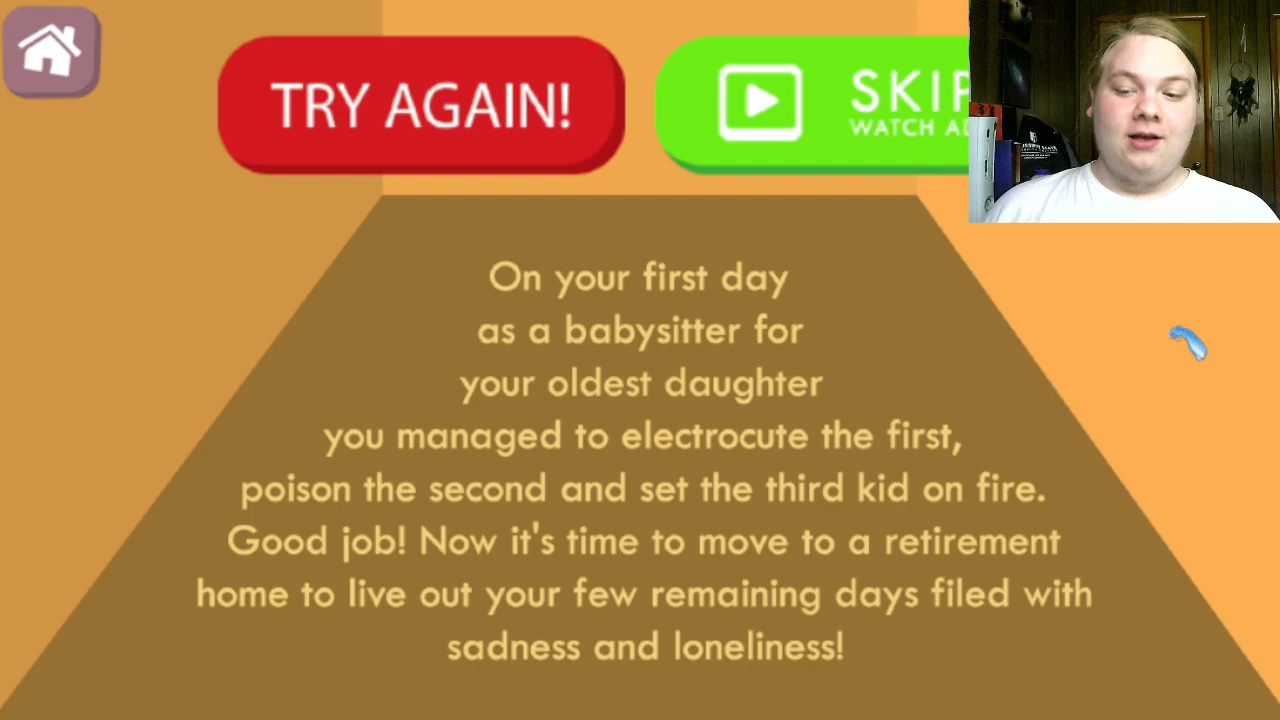 TRY AGAIN!
SKIP
WATCH AD
On your first day
as a babysitter for
your oldest daughter
you managed to electrocute the first,
poison the second and set the third kid on fire.
Good job! Now it's time to move to a retirement
home to live out your few remaining days filed with
sadness and loneliness!